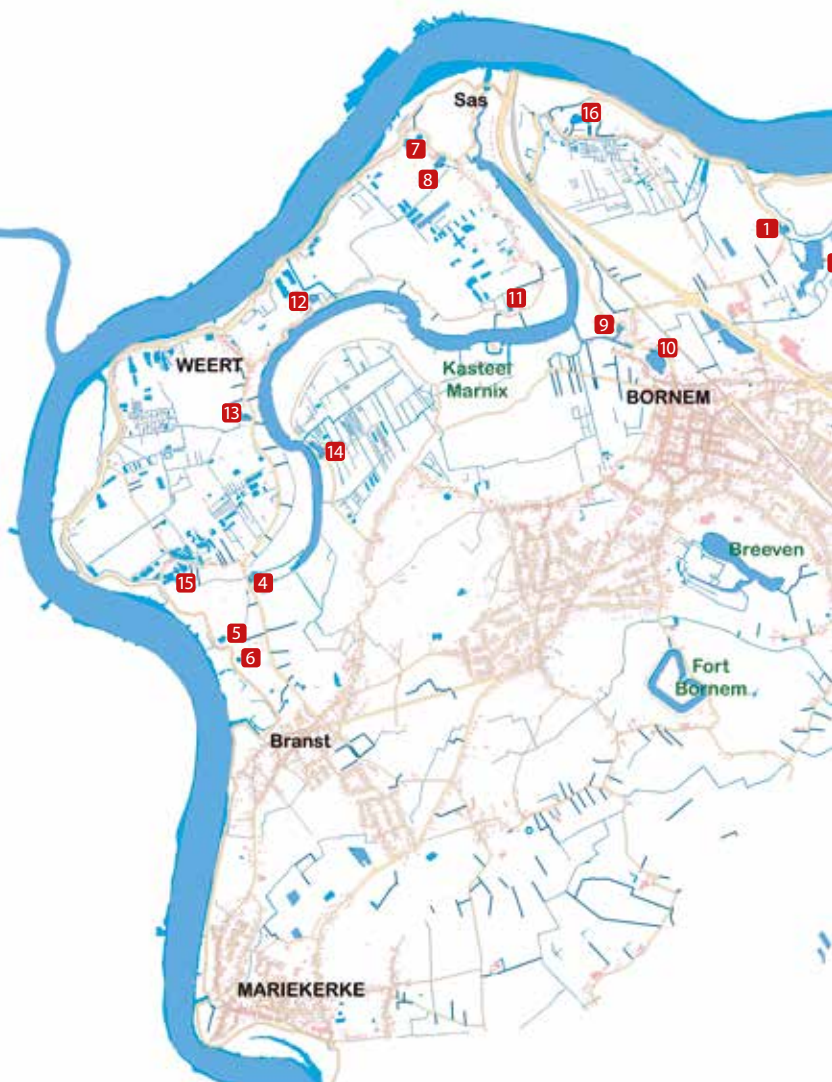 Sas
16
7
8
1
12
11
9
WEERT
Kasteel
Marnix
10
BORNEM
13
14
Breeven
15
4
5
6
Fort
Bornem
Branst
MARIEKERKE